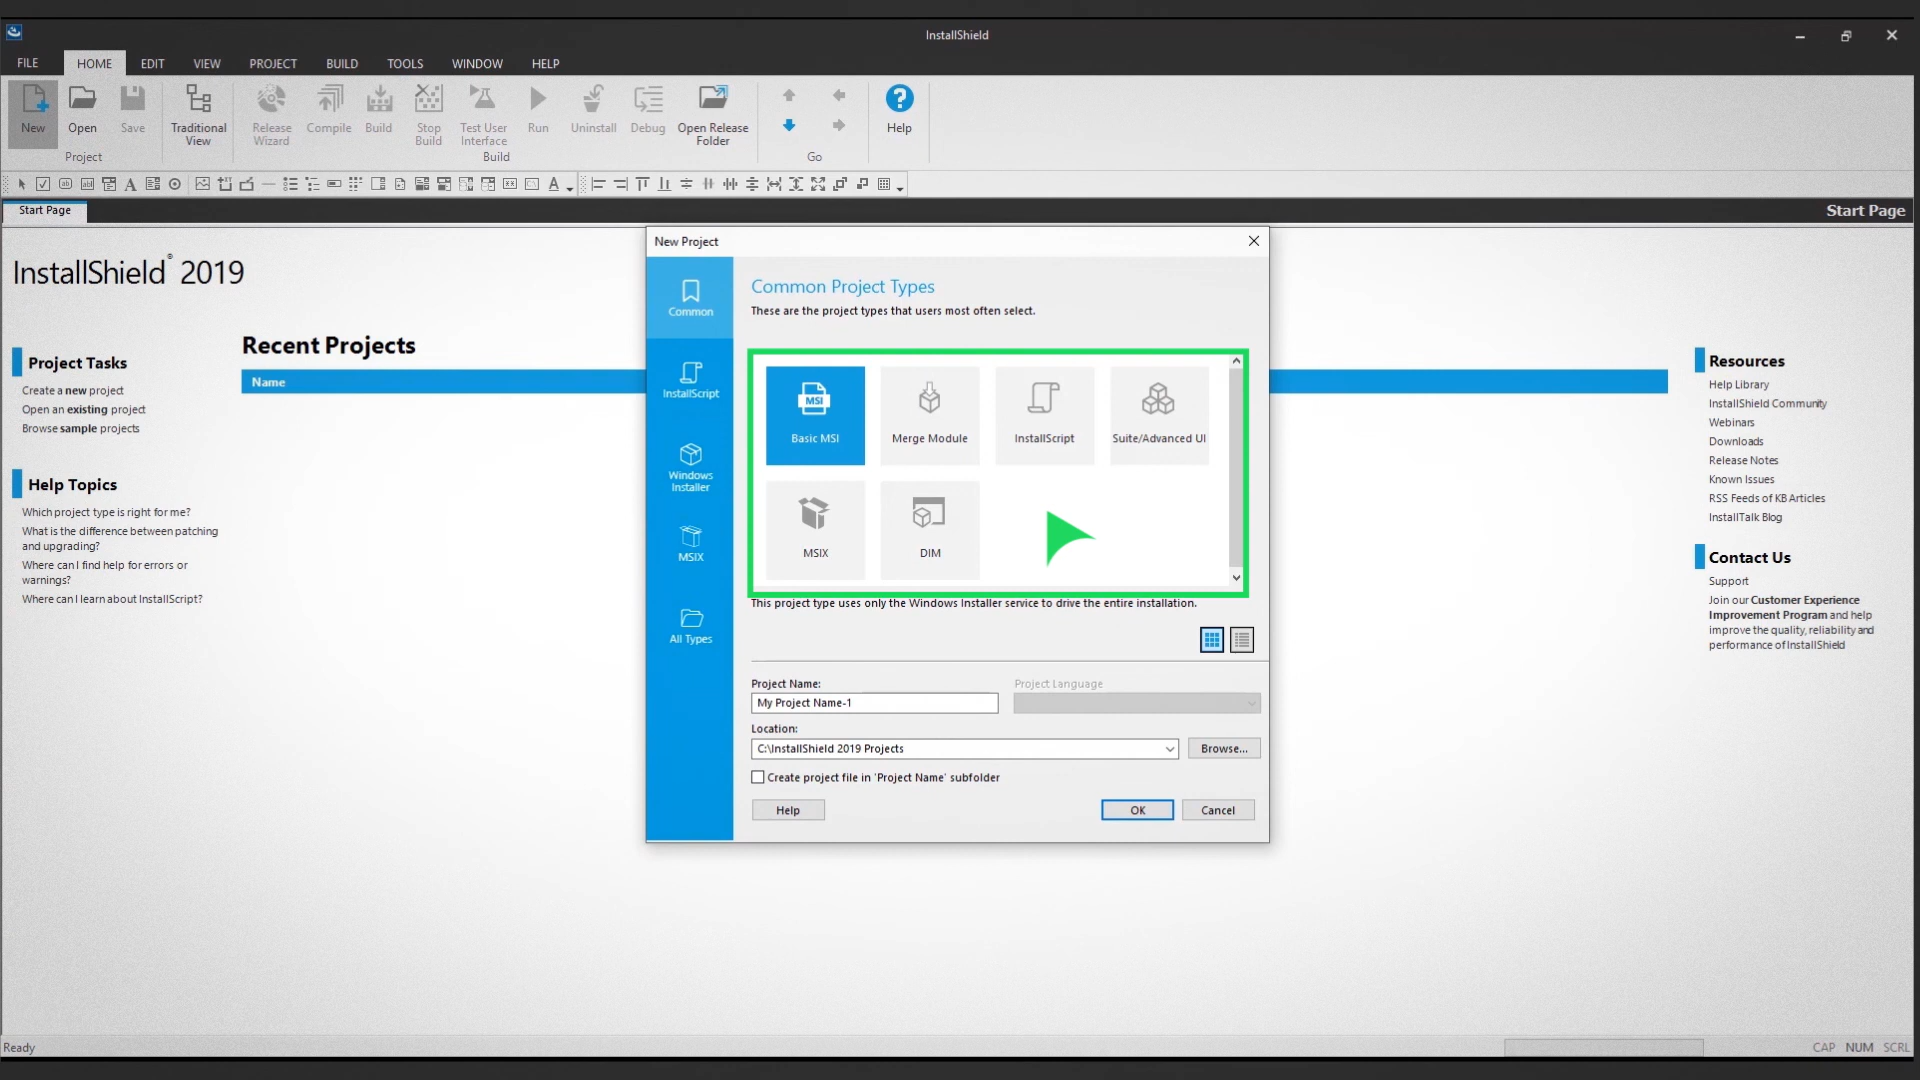 InstallShield
FILE HOME EDIT VIEW PROJECT BUILD TOOLS WINDOW HELP
New Open Save Traditional View Release Wizard Compile Build Stop Build Test User Interface Run Uninstall Debug Open Release Folder Help
Project Build Go
Start Page
Start Page
InstallShield® 2019
Project Tasks
Create a new project
Open an existing project
Browse sample projects
Help Topics
Which project type is right for me?
What is the difference between patching
and upgrading?
Where can I find help for errors or
warnings?
Where can I learn about InstallScript?
Recent Projects
Name
New Project
Common
InstallScript
Windows
Installer
MSIX
All Types
Common Project Types
These are the project types that users most often select.
MSI
Basic MSI
Merge Module
InstallScript
Suite/Advanced UI
MSIX
DIM
This project type uses only the Windows Installer service to drive the entire installation.
Project Name:
My Project Name-1
Project Language
Location:
C:\InstallShield 2019 Projects
Browse...
Create project file in 'Project Name' subfolder
Help
OK
Cancel
Resources
Help Library
InstallShield Community
Webinars
Downloads
Release Notes
Known Issues
RSS Feeds of KB Articles
InstallTalk Blog
Contact Us
Support
Join our Customer Experience
Improvement Program and help
improve the quality, reliability and
performance of InstallShield
Ready
CAP NUM SCRL